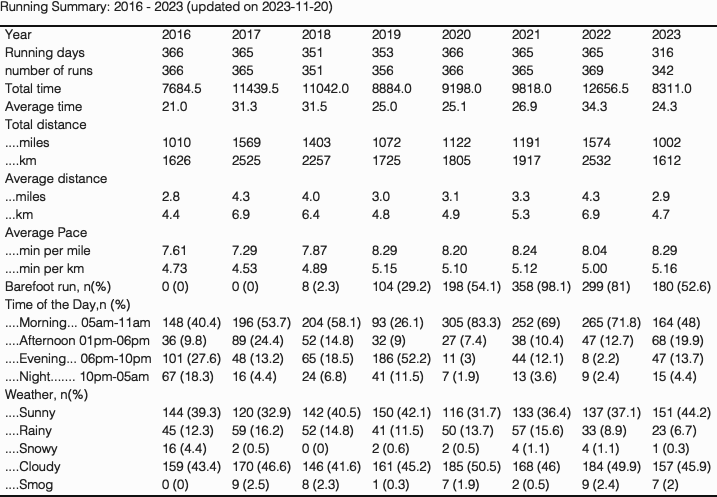 Running Summary: 2016 - 2023 (updated on 2023-11-20)
Year 2016 2017 2018 2019 2020 2021 2022 2023
Running days 366 365 351 353 366 365 365 316
number of runs 366 365 351 356 366 365 369 342
Total time 7684.5 11439.5 11042.0 8884.0 9198.0 9818.0 12656.5 8311.0
Average time 21.0 31.3 31.5 25.0 25.1 26.9 34.3 24.3
Total distance
....miles 1010 1569 1403 1072 1122 1191 1574 1002
....km 1626 2525 2257 1725 1805 1917 2532 1612
Average distance
...miles 2.8 4.3 4.0 3.0 3.1 3.3 4.3 2.9
...km 4.4 6.9 6.4 4.8 4.9 5.3 6.9 4.7
Average Pace
....min per mile 7.61 7.29 7.87 8.29 8.20 8.24 8.04 8.29
....min per km 4.73 4.53 4.89 5.15 5.10 5.12 5.00 5.16
Barefoot run, n(%) 0 (0) 0 (0) 8 (2.3) 104 (29.2) 198 (54.1) 358 (98.1) 299 (81) 180 (52.6)
Time of the Day,n (%)
....Morning... 05am-11am 148 (40.4) 196 (53.7) 204 (58.1) 93 (26.1) 305 (83.3) 252 (69) 265 (71.8) 164 (48)
....Afternoon 01pm-06pm 36 (9.8) 89 (24.4) 52 (14.8) 32 (9) 27 (7.4) 38 (10.4) 47 (12.7) 68 (19.9)
....Evening... 06pm-10pm 101 (27.6) 48 (13.2) 65 (18.5) 186 (52.2) 11 (3) 44 (12.1) 8 (2.2) 47 (13.7)
....Night....... 10pm-05am 67 (18.3) 16 (4.4) 24 (6.8) 41 (11.5) 7 (1.9) 13 (3.6) 9 (2.4) 15 (4.4)
Weather, n(%)
....Sunny 144 (39.3) 120 (32.9) 142 (40.5) 150 (42.1) 116 (31.7) 133 (36.4) 137 (37.1) 151 (44.2)
....Rainy 45 (12.3) 59 (16.2) 52 (14.8) 41 (11.5) 50 (13.7) 57 (15.6) 33 (8.9) 23 (6.7)
....Snowy 16 (4.4) 2 (0.5) 0 (0) 2 (0.6) 2 (0.5) 4 (1.1) 4 (1.1) 1 (0.3)
....Cloudy 159 (43.4) 170 (46.6) 146 (41.6) 161 (45.2) 185 (50.5) 168 (46) 184 (49.9) 157 (45.9)
....Smog 0 (0) 9 (2.5) 8 (2.3) 1 (0.3) 7 (1.9) 2 (0.5) 9 (2.4) 7 (2)